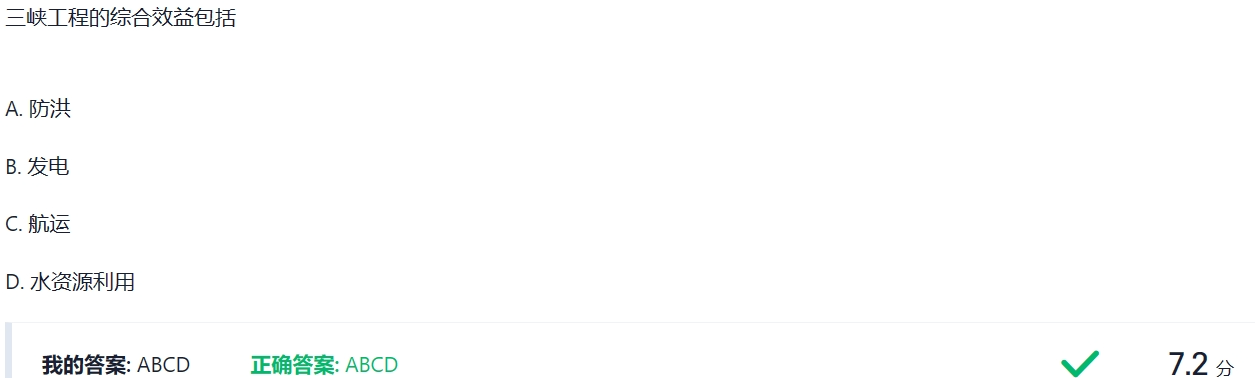 三峡工程的综合效益包括
A. 防洪
B. 发电
C. 航运
D. 水资源利用
我的答案: ABCD 正确答案: ABCD 7.2 分